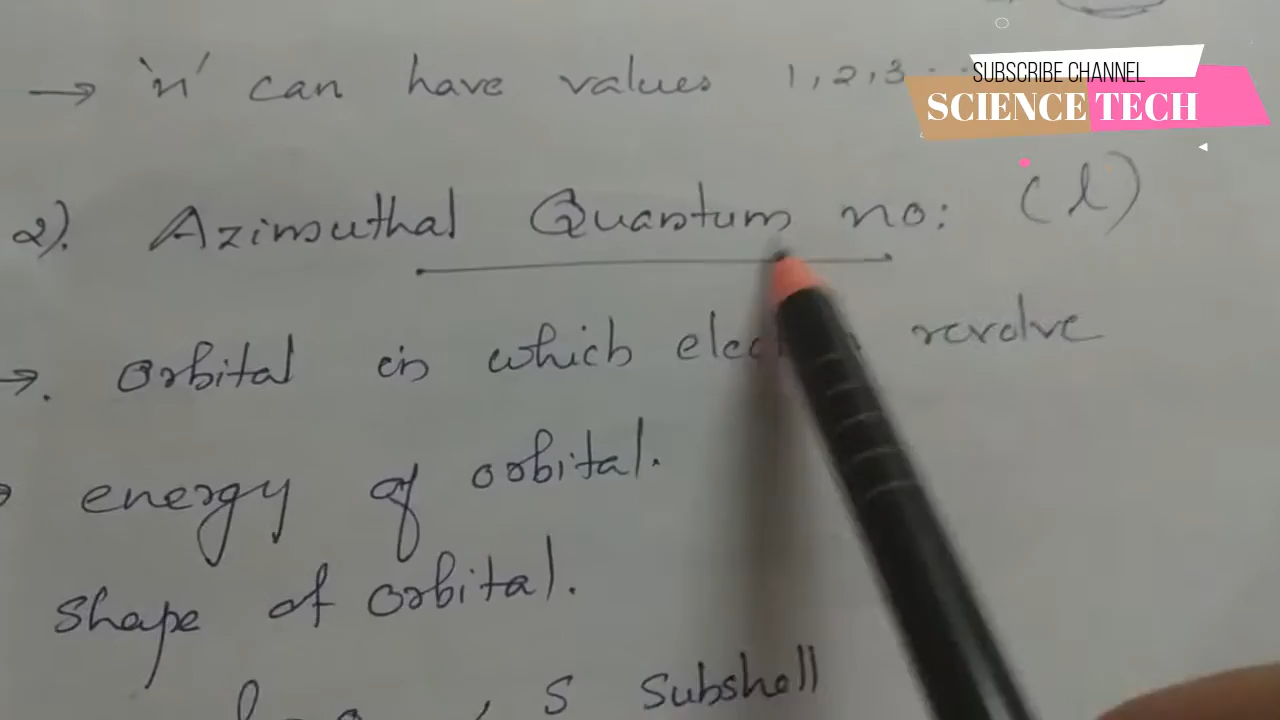 → 'n' can have values 1,2,3...
SUBSCRIBE CHANNEL
SCIENCE TECH
2). Azimuthal Quantum no: (l)
→. Orbital in which revolve
energy of orbital.
Shape of orbital.
, S Subshell